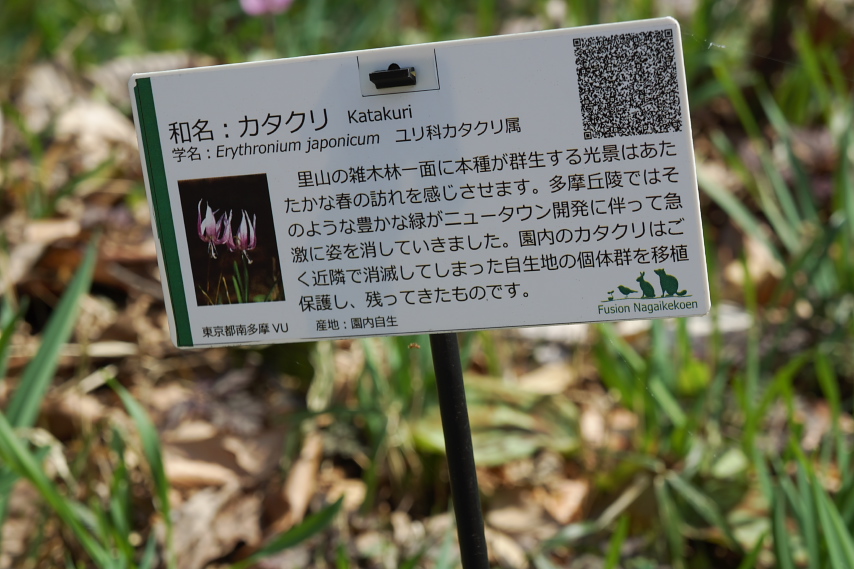 和名：カタクリ Katakuri
学名：Erythronium japonicum ユリ科カタクリ属
里山の雑木林一面に本種が群生する光景はあた
たかな春の訪れを感じさせます。多摩丘陵ではそ
のような豊かな緑がニュータウン開発に伴って急
激に姿を消していきました。園内のカタクリはご
く近隣で消滅してしまった自生地の個体群を移植
保護し、残ってきたものです。
東京都南多摩 VU 産地：園内自生
Fusion Nagaikekoen